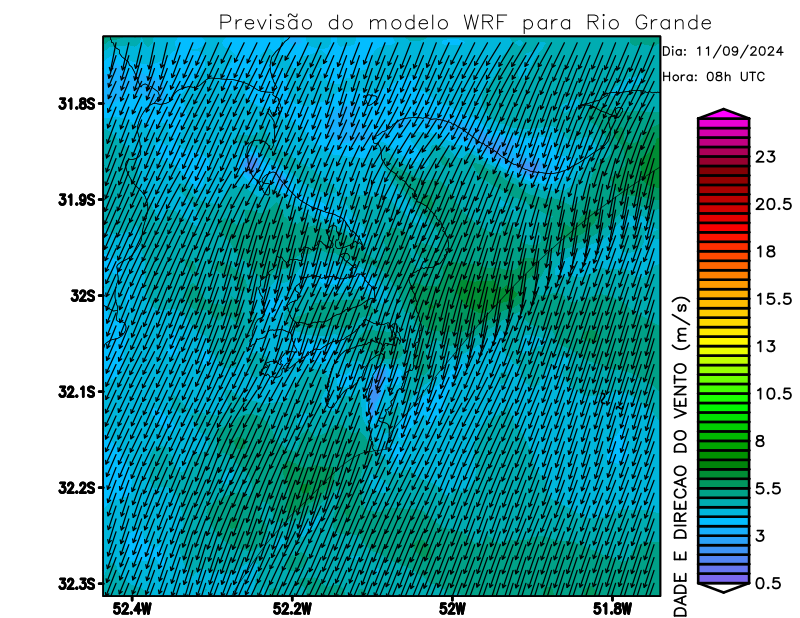 Previsão do modelo WRF para Rio Grande
Dia: 11/09/2024
Hora: 08h UTC
31.8S
31.9S
32S
32.1S
32.2S
32.3S
52.4W
52.2W
52W
51.8W
23
20.5
18
15.5
13
10.5
8
5.5
3
0.5
DADE E DIRECAO DO VENTO (m/s)